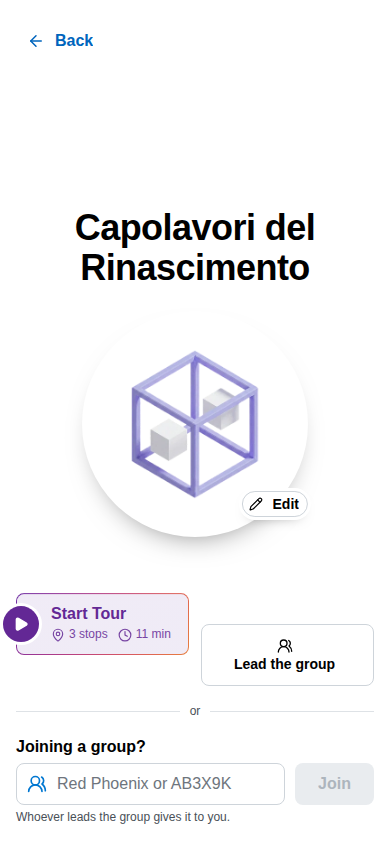 Back
Capolavori del
Rinascimento
Edit
Start Tour
3 stops 11 min
Lead the group
or
Joining a group?
Red Phoenix or AB3X9K
Join
Whoever leads the group gives it to you.